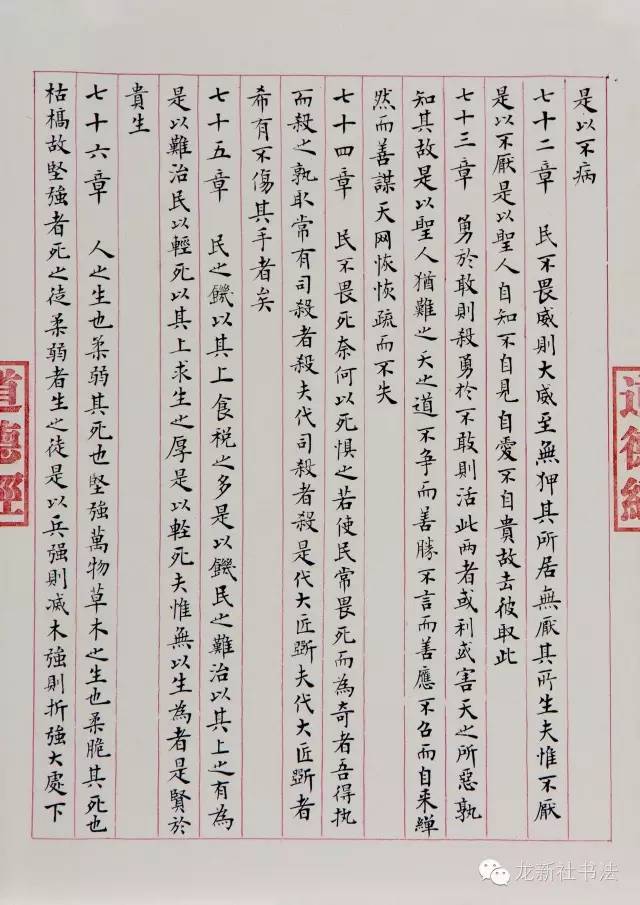 是以不病
七十二章 民不畏威則大威至無狎其所居無厭其所生夫惟不厭
是以不厭是以聖人自知不自見自愛不自貴故去彼取此
七十三章 勇於敢則殺勇於不敢則活此两者或利或害天之所惡孰
知其故是以聖人猶難之天之道不争而善勝不言而善應不召而自来繟
然而善謀天网恢恢疏而不失
七十四章 民不畏死奈何以死惧之若使民常畏死而為奇者吾得执
而殺之孰敢常有司殺者殺夫代司殺者殺是代大匠斵夫代大匠斵者
希有不傷其手者矣
七十五章 民之饑以其上食税之多是以饑民之難治以其上之有為
是以難治民以輕死以其上求生之厚是以輕死夫惟無以生為者是賢於
貴生
七十六章 人之生也柔弱其死也堅強萬物草木之生也柔脆其死也
枯槁故堅強者死之徒柔弱者生之徒是以兵强則滅木強則折強大處下
道德經
道德經
龙新社书法